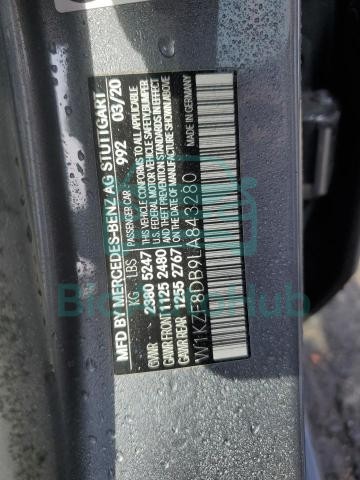 MFD BY MERCEDES-BENZ AG STUTTGART
PASSENGER CAR 992 03/20
KG LBS THIS VEHICLE CONFORMS TO ALL APPLICABLE
GVWR 2380 5247 U.S. FEDERAL MOTOR VEHICLE SAFETY,BUMPER
GAWR FRONT 1125 2480 AND THEFT PREVENTION STANDARDS IN EFFECT
GAWR REAR 1255 2767 ON THE DATE OF MANUFACTURE SHOWN ABOVE
W1KZF8DB9LA843280 MADE IN GERMANY